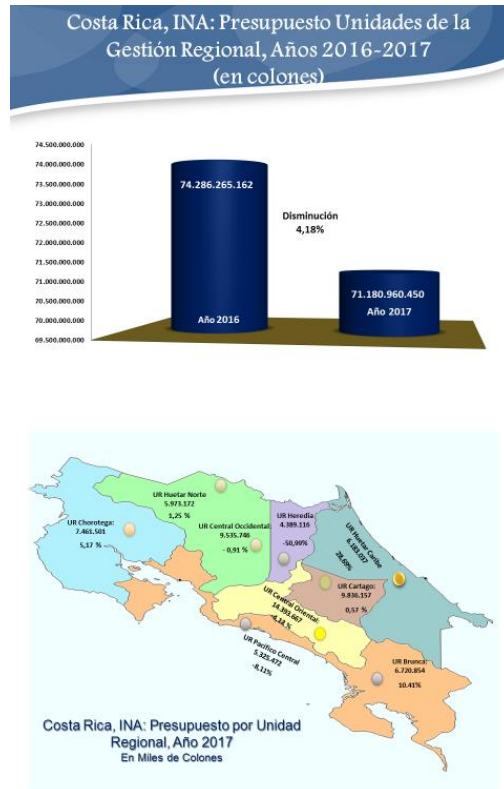 Costa Rica, INA: Presupuesto Unidades de la
Gestión Regional, Años 2016-2017
(en colones)
74.500.000.000
74.000.000.000
73.500.000.000
73.000.000.000
72.500.000.000
72.000.000.000
71.500.000.000
71.000.000.000
70.500.000.000
70.000.000.000
69.500.000.000
74.286.265.162
Año 2016
Disminución
4,18%
71.180.960.450
Año 2017
UR Huetar Norte
5.973.172
1,25 %
UR Chorotega:
7.461.501
5,17 %
UR Central Occidental:
9.535.746
- 0,91 %
UR Heredia:
4.389.116
-50,99%
UR Huetar Caribe
6.183.037
28,69%
UR Cartago:
9.836.157
0,57 %
UR Central Oriental:
14.393.667
UR Pacífico Central
5.325.472
-8,11%
UR Brunca:
6.720.854
10.41%
Costa Rica, INA: Presupuesto por Unidad
Regional, Año 2017
En Miles de Colones